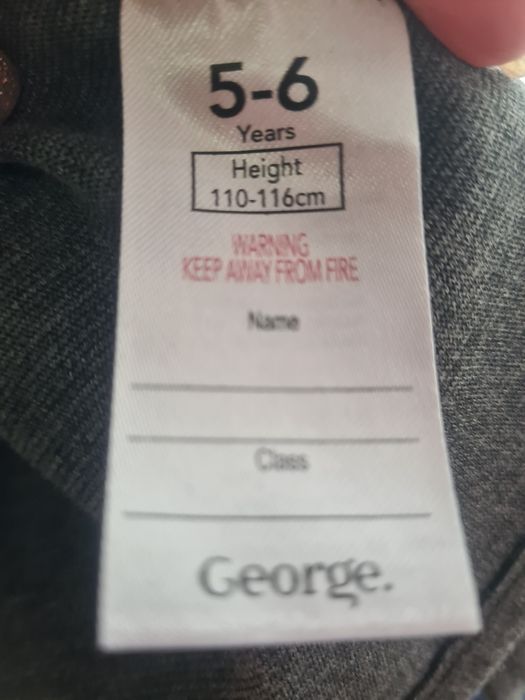 5-6
Years
Height
110-116cm
WARNING
KEEP AWAY FROM FIRE
Name
Class
George.